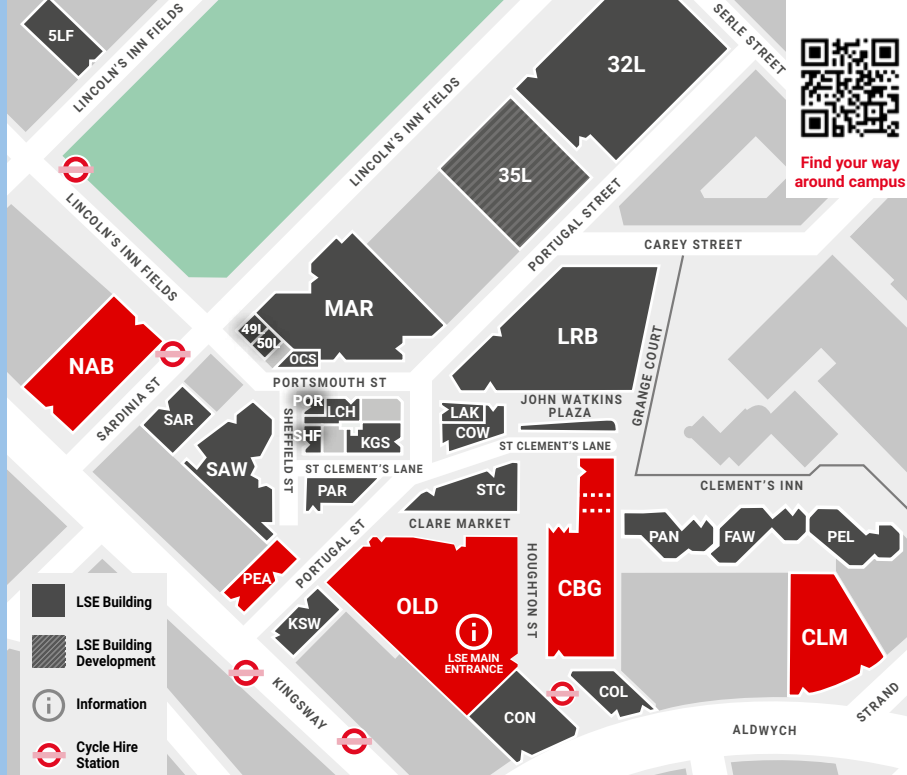 5LF
LINCOLN'S INN FIELDS
LINCOLN'S INN FIELDS
SERLE STREET
32L
Find your way
around campus
35L
LINCOLN'S INN FIELDS
PORTUGAL STREET
CAREY STREET
MAR
49L
50L
OCS
LRB
NAB
SARDINIA ST
PORTSMOUTH ST
GRANGE COURT
JOHN WATKINS
PLAZA
POR
LCH
LAK
COW
SAR
SHEFFIELD ST
SHF
KGS
ST CLEMENT'S LANE
SAW
ST CLEMENT'S LANE
PAR
STC
CLEMENT'S INN
CLARE MARKET
PORTUGAL ST
HOUGHTON ST
PAN
FAW
PEL
PEA
OLD
CBG
LSE MAIN
ENTRANCE
KSW
CLM
COL
CON
KINGSWAY
ALDWYCH
STRAND
LSE Building
LSE Building
Development
Information
Cycle Hire
Station